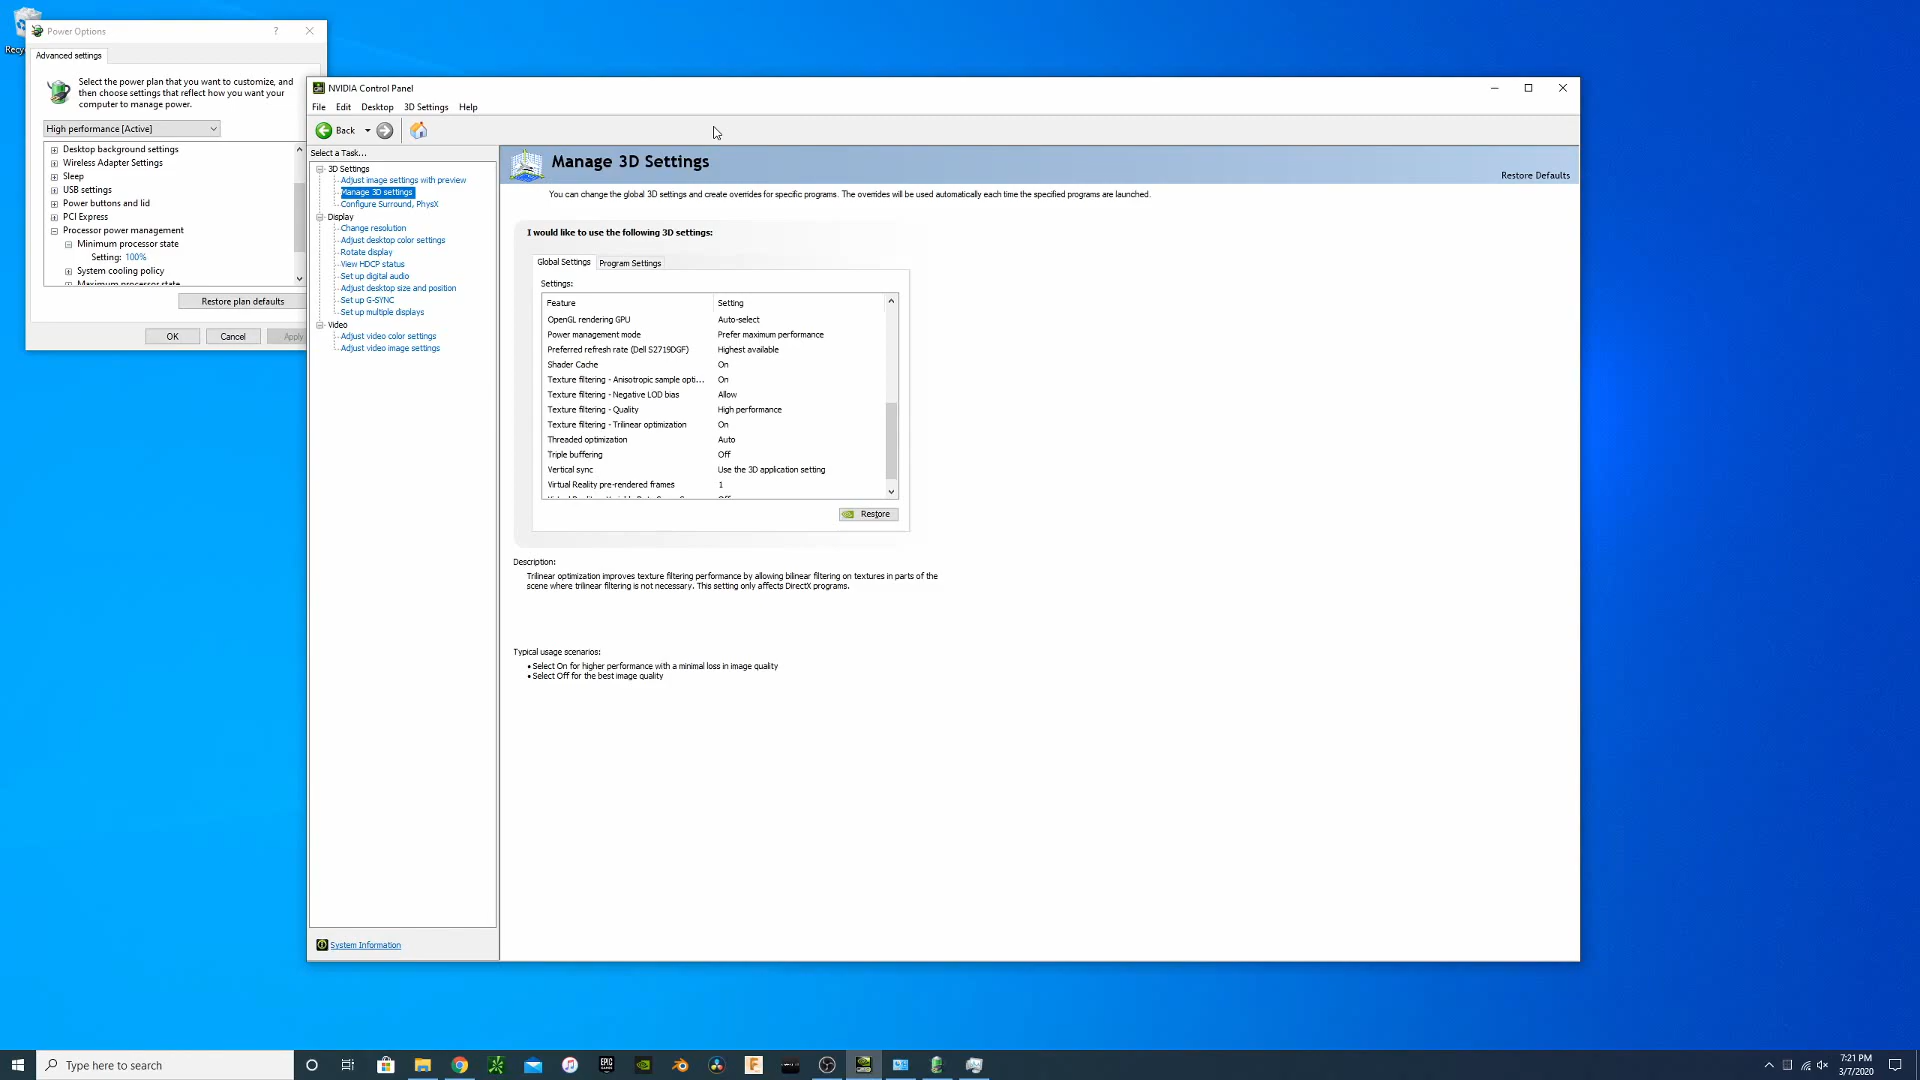 Power Options
Advanced settings
Select the power plan that you want to customize, and
then choose settings that reflect how you want your
computer to manage power.
High performance [Active]
Desktop background settings
Wireless Adapter Settings
Sleep
USB settings
Power buttons and lid
PCI Express
Processor power management
Minimum processor state
Setting: 100%
System cooling policy
Maximum processor state
Restore plan defaults
OK
Cancel
Apply
NVIDIA Control Panel
File Edit Desktop 3D Settings Help
Back
Select a Task...
3D Settings
Adjust image settings with preview
Manage 3D settings
Configure Surround, PhysX
Display
Change resolution
Adjust desktop color settings
Rotate display
View HDCP status
Set up digital audio
Adjust desktop size and position
Set up G-SYNC
Set up multiple displays
Video
Adjust video color settings
Adjust video image settings
System Information
Manage 3D Settings
Restore Defaults
You can change the global 3D settings and create overrides for specific programs. The overrides will be used automatically each time the specified programs are launched.
I would like to use the following 3D settings:
Global Settings Program Settings
Settings:
Feature Setting
OpenGL rendering GPU Auto-select
Power management mode Prefer maximum performance
Preferred refresh rate (Dell S2719DGF) Highest available
Shader Cache On
Texture filtering - Anisotropic sample opti... On
Texture filtering - Negative LOD bias Allow
Texture filtering - Quality High performance
Texture filtering - Trilinear optimization On
Threaded optimization Auto
Triple buffering Off
Vertical sync Use the 3D application setting
Virtual Reality pre-rendered frames 1
Restore
Description:
Trilinear optimization improves texture filtering performance by allowing bilinear filtering on textures in parts of the
scene where trilinear filtering is not necessary. This setting only affects DirectX programs.
Typical usage scenarios:
• Select On for higher performance with a minimal loss in image quality
• Select Off for the best image quality
Type here to search
EPIC
GAMES
7:21 PM
3/7/2020